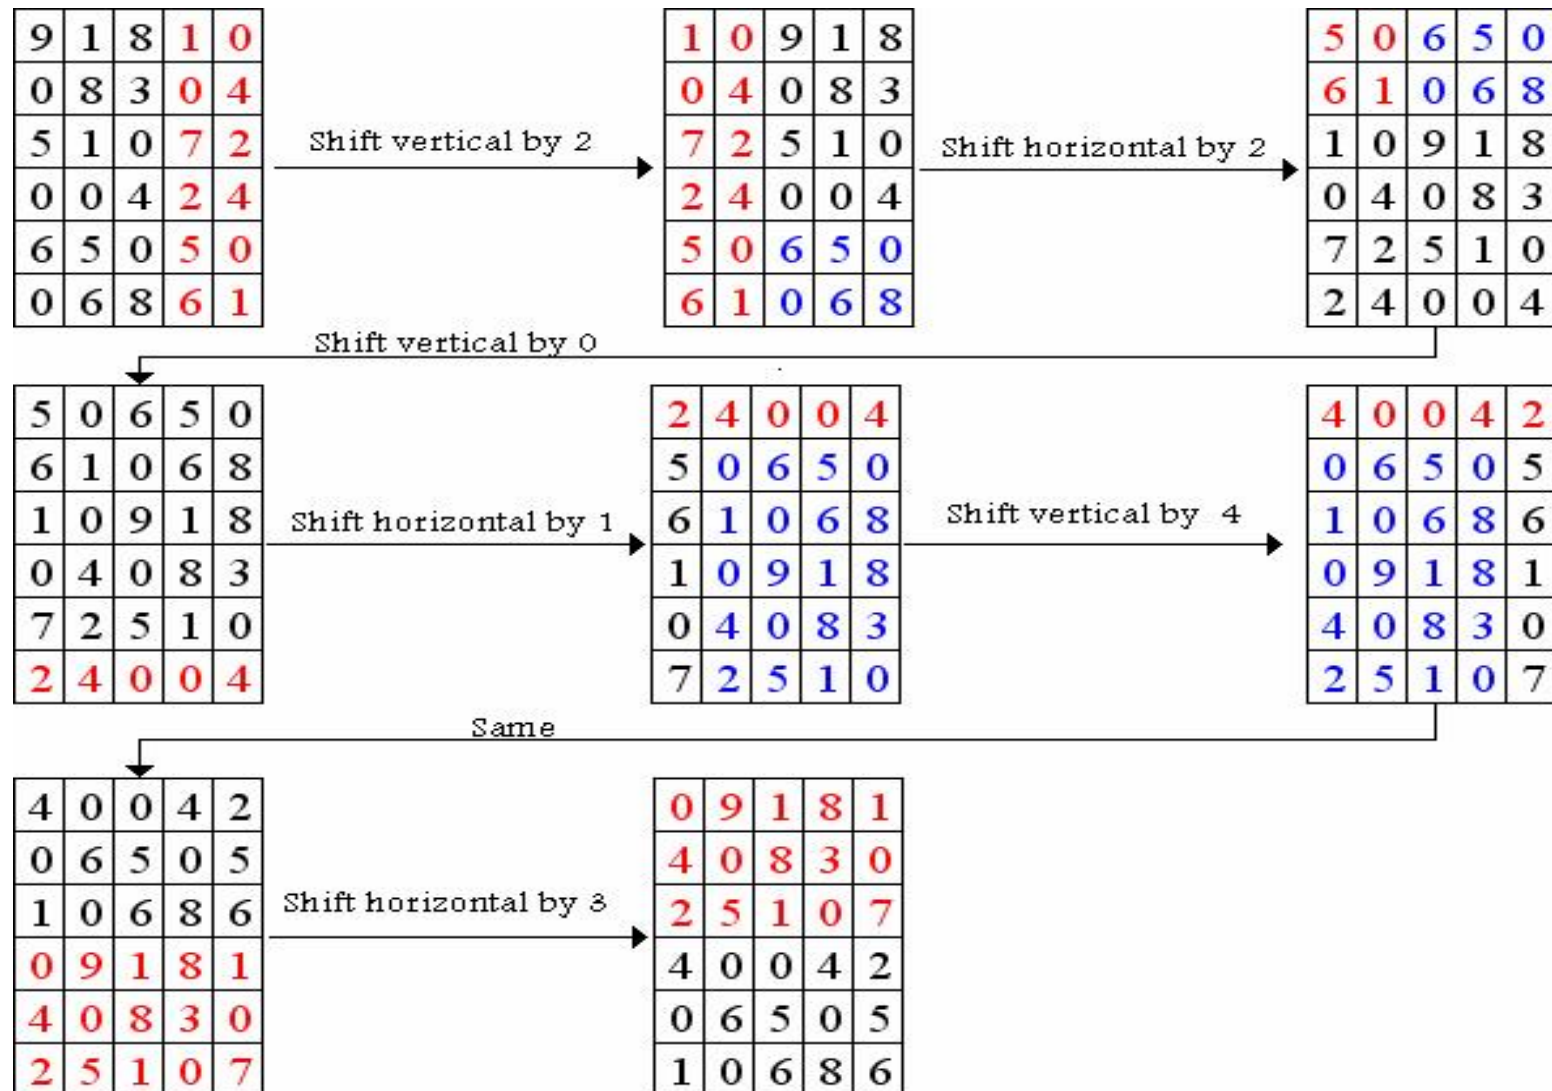 9 1 8 1 0
0 8 3 0 4
5 1 0 7 2
0 0 4 2 4
6 5 0 5 0
0 6 8 6 1
Shift vertical by 2
1 0 9 1 8
0 4 0 8 3
7 2 5 1 0
2 4 0 0 4
5 0 6 5 0
6 1 0 6 8
Shift horizontal by 2
5 0 6 5 0
6 1 0 6 8
1 0 9 1 8
0 4 0 8 3
7 2 5 1 0
2 4 0 0 4
Shift vertical by 0
5 0 6 5 0
6 1 0 6 8
1 0 9 1 8
0 4 0 8 3
7 2 5 1 0
2 4 0 0 4
Shift horizontal by 1
2 4 0 0 4
5 0 6 5 0
6 1 0 6 8
1 0 9 1 8
0 4 0 8 3
7 2 5 1 0
Shift vertical by 4
4 0 0 4 2
0 6 5 0 5
1 0 6 8 6
0 9 1 8 1
4 0 8 3 0
2 5 1 0 7
Same
4 0 0 4 2
0 6 5 0 5
1 0 6 8 6
0 9 1 8 1
4 0 8 3 0
2 5 1 0 7
Shift horizontal by 3
0 9 1 8 1
4 0 8 3 0
2 5 1 0 7
4 0 0 4 2
0 6 5 0 5
1 0 6 8 6